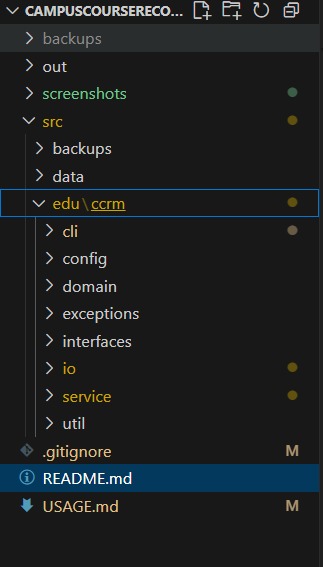 CAMPUSCOURSERECO...
backups
out
screenshots
src
backups
data
edu\ccrm
cli
config
domain
exceptions
interfaces
io
service
util
.gitignore M
README.md
USAGE.md M